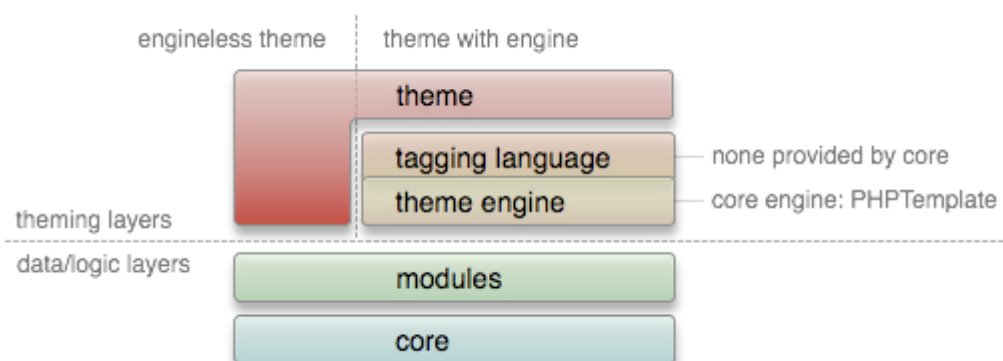 engineless theme
theme with engine
theme
tagging language
none provided by core
theme engine
core engine: PHPTemplate
theming layers
data/logic layers
modules
core